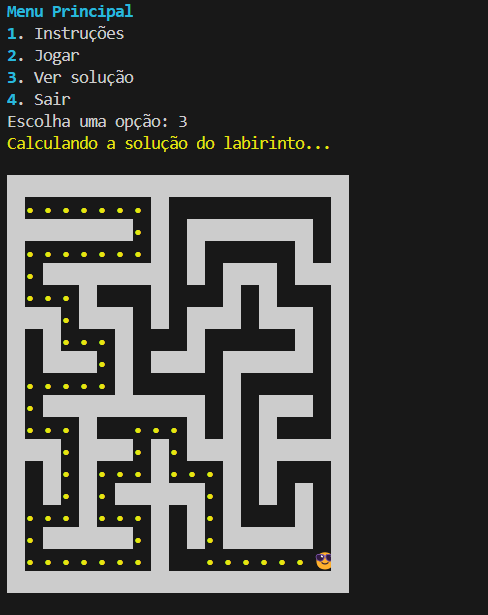 Menu Principal
1. Instruções
2. Jogar
3. Ver solução
4. Sair
Escolha uma opção: 3
Calculando a solução do labirinto...